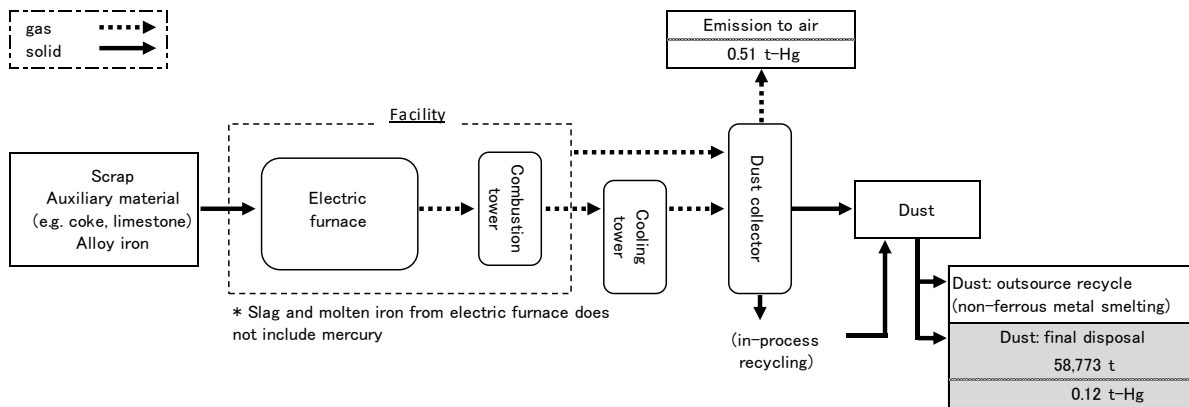 gas
solid
Emission to air
0.51 t-Hg
Facility
Scrap
Auxiliary material
(e.g. coke, limestone)
Alloy iron
Electric
furnace
Combustion
tower
Cooling
tower
Dust collector
Dust
* Slag and molten iron from electric furnace does
not include mercury
(in-process
recycling)
Dust: outsource recycle
(non-ferrous metal smelting)
Dust: final disposal
58,773 t
0.12 t-Hg